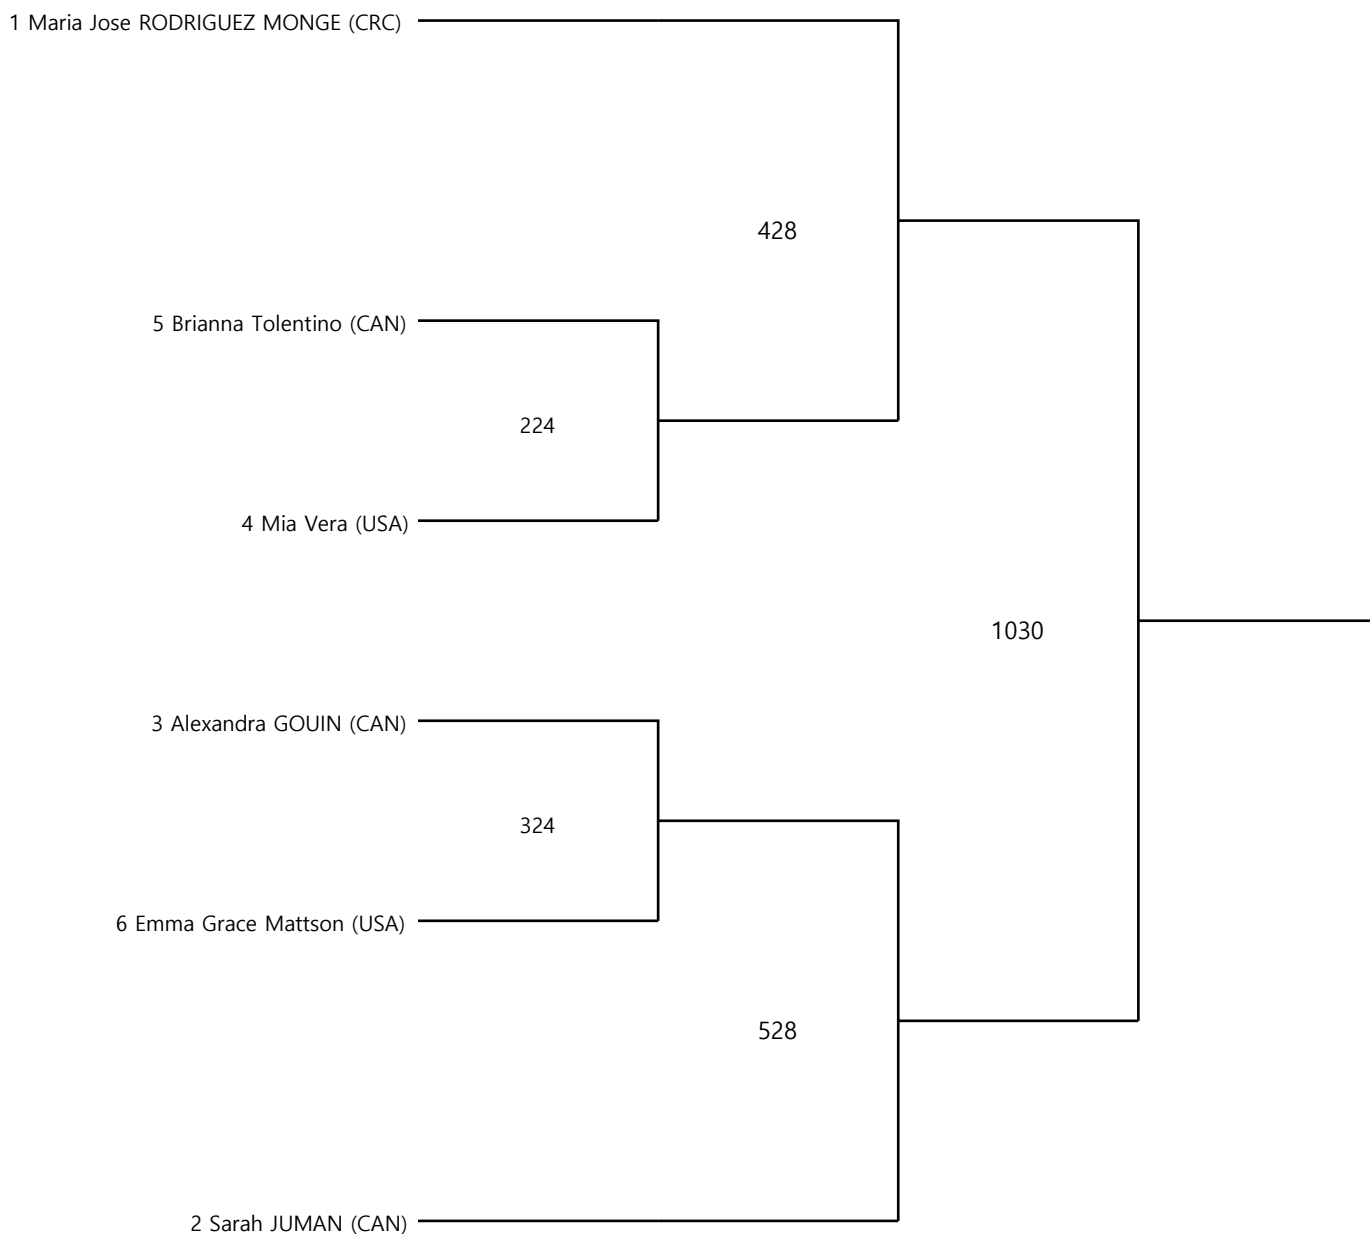 1 Maria Jose RODRIGUEZ MONGE (CRC)
428
5 Brianna Tolentino (CAN)
224
4 Mia Vera (USA)
1030
3 Alexandra GOUIN (CAN)
324
6 Emma Grace Mattson (USA)
528
2 Sarah JUMAN (CAN)